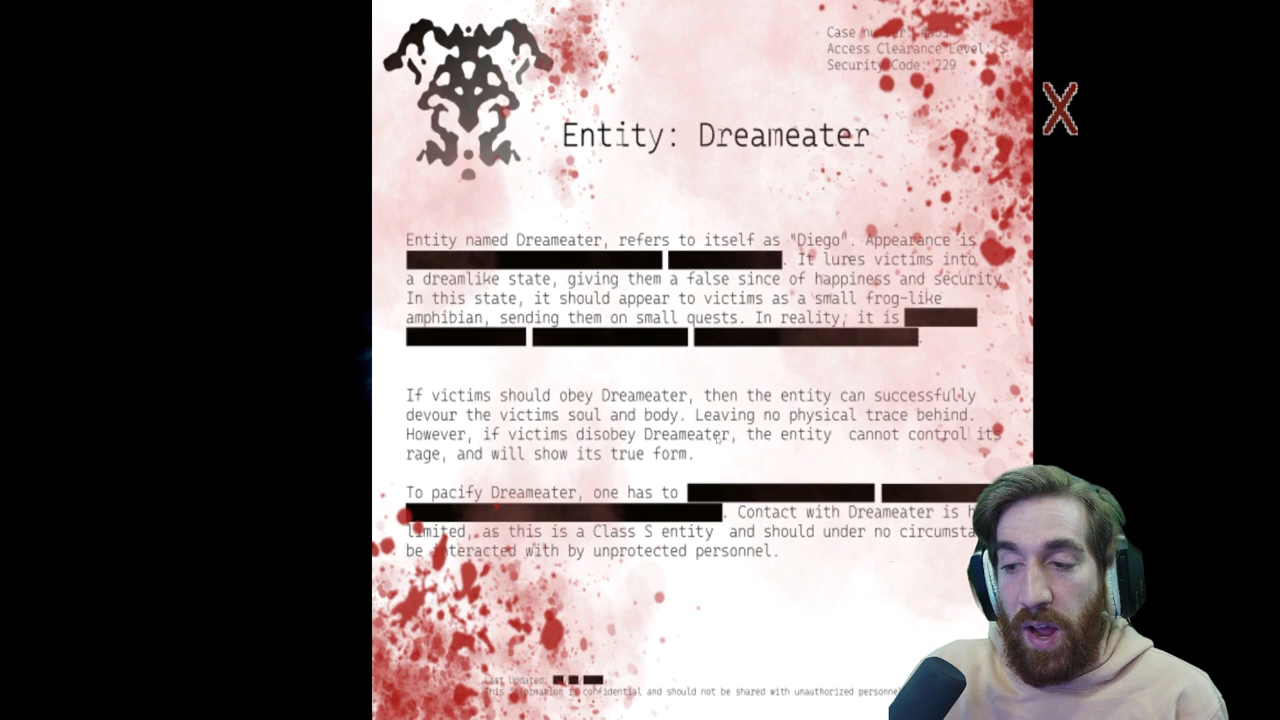 Access Clearance Level: S
Security Code: 229
X
Entity: Dreameater
Entity named Dreameater, refers to itself as "Diego". Appearance is
. It lures victims into
a dreamlike state, giving them a false since of happiness and security.
In this state, it should appear to victims as a small frog-like
amphibian, sending them on small quests. In reality, it is
.
If victims should obey Dreameater, then the entity can successfully
devour the victims soul and body. Leaving no physical trace behind.
However, if victims disobey Dreameater, the entity cannot control its
rage, and will show its true form.
To pacify Dreameater, one has to
. Contact with Dreameater is
limited, as this is a Class S entity and should under no
be interacted with by unprotected personnel.
Last Updated:
This information is confidential and should not be shared with unauthorized